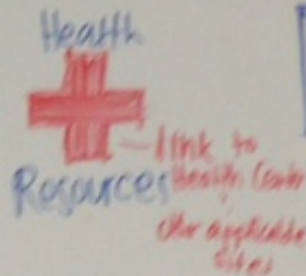 Health
link to
Resources Health Center
other applicable
sites